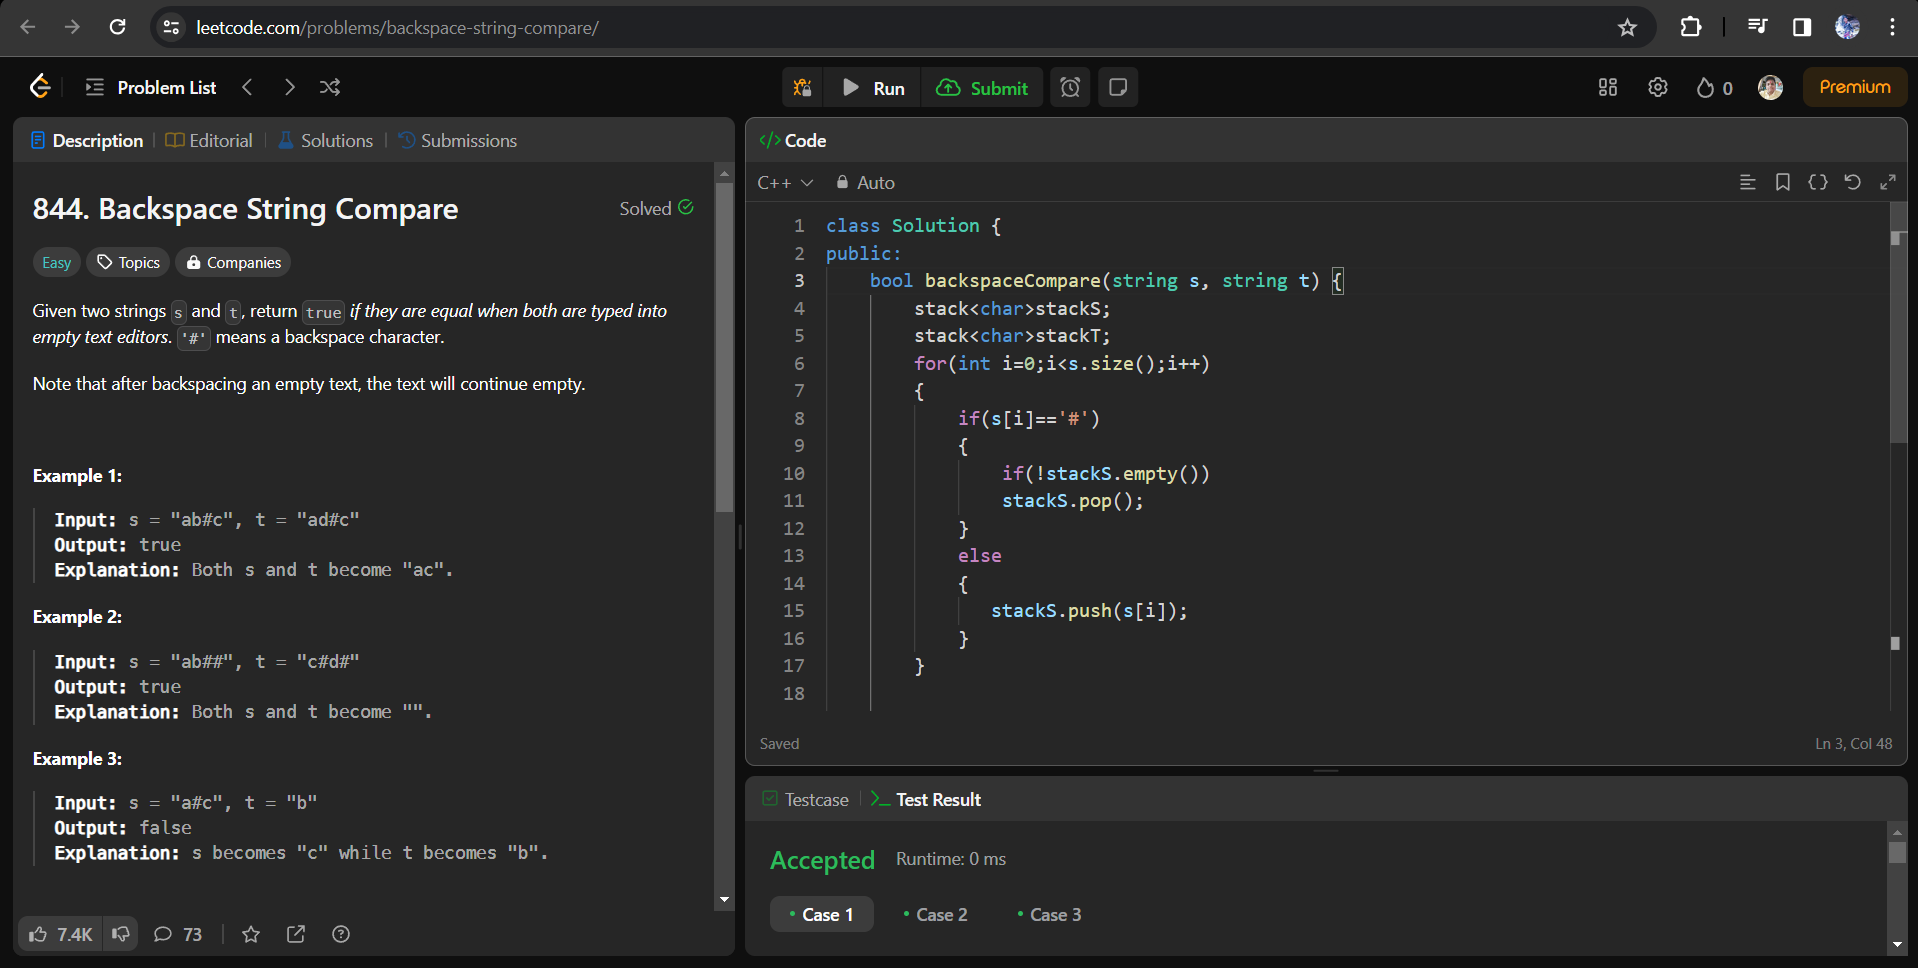 leetcode.com/problems/backspace-string-compare/
Problem List
Run
Submit
0
Premium
Description
Editorial
Solutions
Submissions
844. Backspace String Compare
Solved
Easy
Topics
Companies
Given two strings s and t, return true if they are equal when both are typed into
empty text editors. '#' means a backspace character.
Note that after backspacing an empty text, the text will continue empty.
Example 1:
Input: s = "ab#c", t = "ad#c"
Output: true
Explanation: Both s and t become "ac".
Example 2:
Input: s = "ab##", t = "c#d#"
Output: true
Explanation: Both s and t become "".
Example 3:
Input: s = "a#c", t = "b"
Output: false
Explanation: s becomes "c" while t becomes "b".
7.4K
73
</> Code
C++
Auto
1 class Solution {
2 public:
3 bool backspaceCompare(string s, string t) {
4 stack<char>stackS;
5 stack<char>stackT;
6 for(int i=0;i<s.size();i++)
7 {
8 if(s[i]=='#')
9 {
10 if(!stackS.empty())
11 stackS.pop();
12 }
13 else
14 {
15 stackS.push(s[i]);
16 }
17 }
18
Saved
Ln 3, Col 48
Testcase
Test Result
Accepted
Runtime: 0 ms
Case 1
Case 2
Case 3